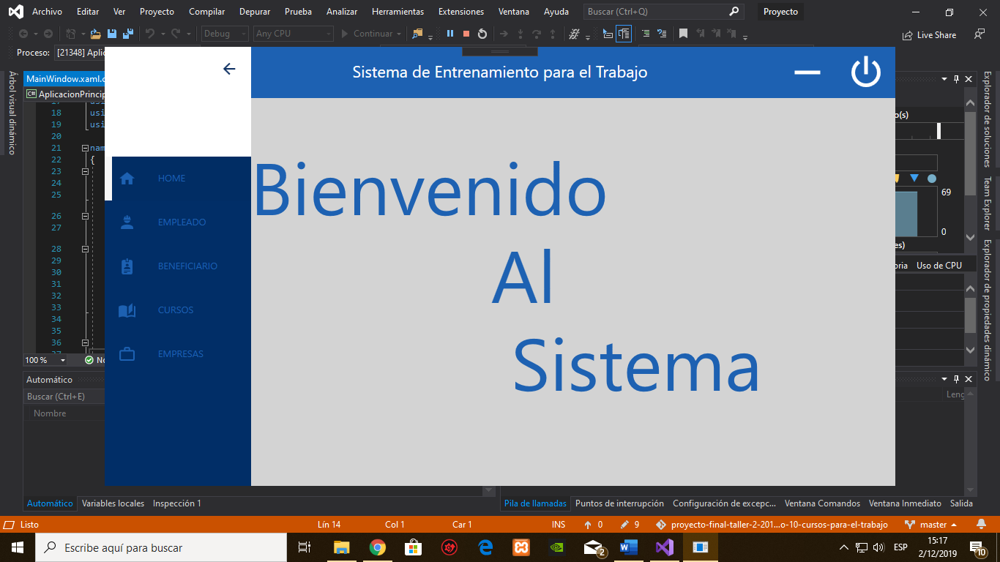 Archivo Editar Ver Proyecto Compilar Depurar Prueba Analizar Herramientas Extensiones Ventana Ayuda Buscar (Ctrl+Q) Proyecto
Debug Any CPU Continuar Live Share
Proceso: [21348] Aplic
Sistema de Entrenamiento para el Trabajo
MainWindow.xaml.c
AplicacionPrincip
Árbol visual dinámico
17 usi
18 usi
19 usi
20
21 nam
22 {
23
24
25
26
27
28
29
30
31
32
33
34
35
36
37
HOME
EMPLEADO
BENEFICIARIO
CURSOS
EMPRESAS
Bienvenido
Al
Sistema
o(s)
69
0
es)
oria Uso de CPU
Explorador de soluciones
Team Explorer
Explorador de propiedades dinámico
100 % No
Automático
Buscar (Ctrl+E)
Nombre
Leng
Automático Variables locales Inspección 1
Pila de llamadas Puntos de interrupción Configuración de excepc... Ventana Comandos Ventana Inmediato Salida
Listo Lín 14 Col 1 Car 1 INS 0 9 proyecto-final-taller-2-201...o-10-cursos-para-el-trabajo master
Escribe aquí para buscar 2 ESP 15:17
2/12/2019 10